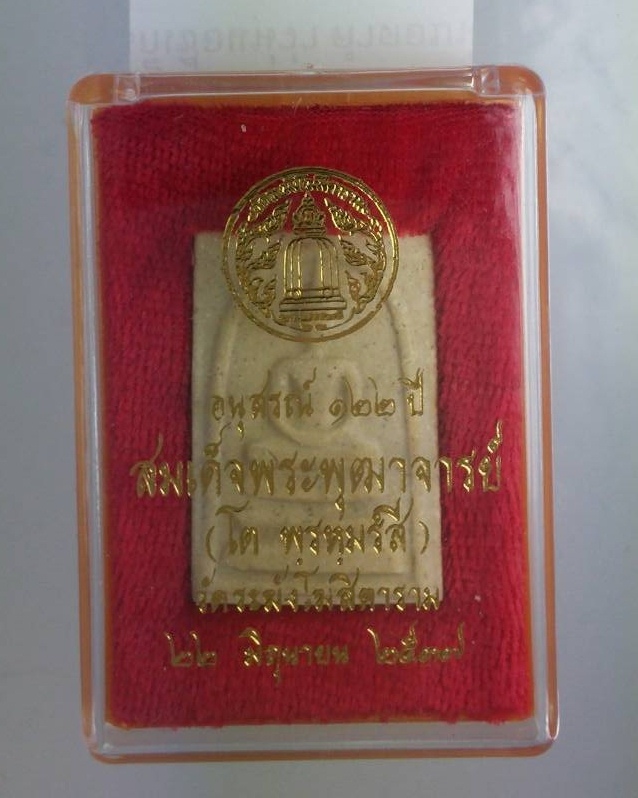 อนุสรณ์ ๑๒๒ ปี
สมเด็จพระพุฒาจารย์
(โต พฺรหฺมรํสี)
วัดระฆังโฆสิตาราม
๒๒ มิถุนายน ๒๕๓๗